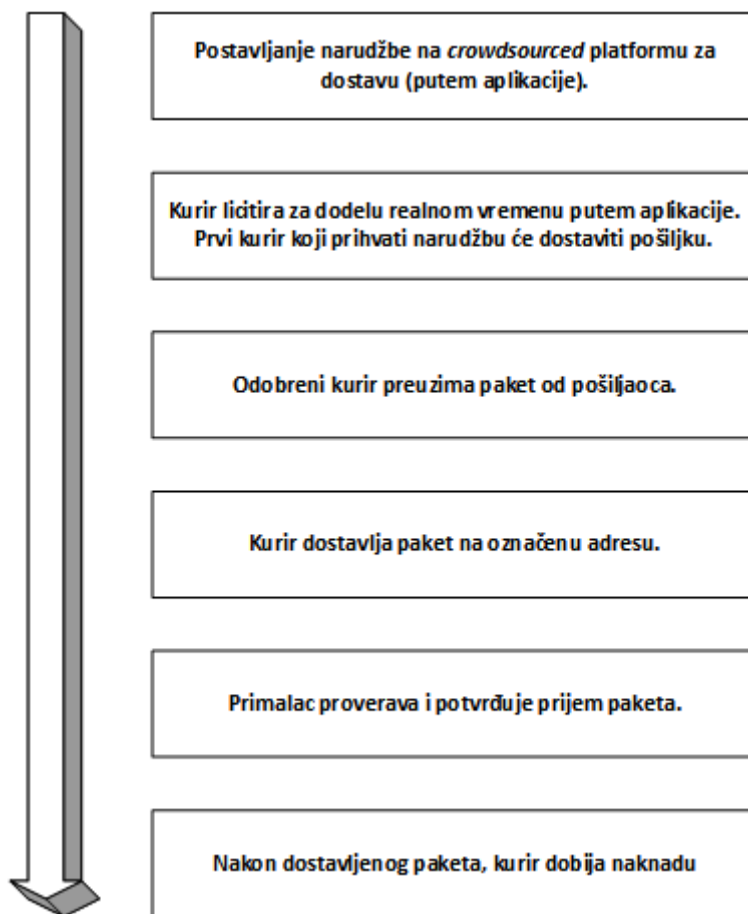 Postavljanje narudžbe na crowdsourced platformu za
dostavu (putem aplikacije).
Kurir licitira za dodelu realnom vremenu putem aplikacije.
Prvi kurir koji prihvati narudžbu će dostaviti pošiljku.
Odobreni kurir preuzima paket od pošiljaoca.
Kurir dostavlja paket na označenu adresu.
Primalac proverava i potvrđuje prijem paketa.
Nakon dostavljenog paketa, kurir dobija naknadu